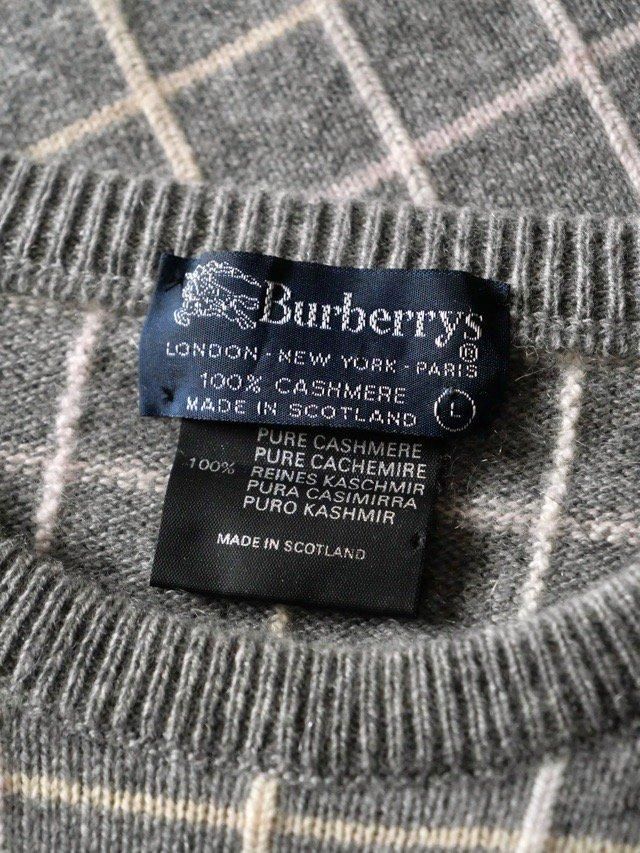 Burberrys®
LONDON - NEW YORK - PARIS
100% CASHMERE
MADE IN SCOTLAND L
PURE CASHMERE
PURE CACHEMIRE
100% REINES KASCHMIR
PURA CASIMIRRA
PURO KASHMIR
MADE IN SCOTLAND